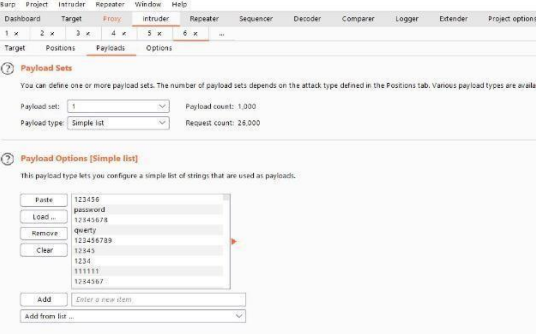 Burp Project Intruder Repeater Window Help
Dashboard Target Proxy Intruder Repeater Sequencer Decoder Comparer Logger Extender Project options
1 × 2 × 3 × 4 × 5 × 6 × ...
Target Positions Payloads Options
? Payload Sets
You can define one or more payload sets. The number of payload sets depends on the attack type defined in the Positions tab. Various payload types are availa
Payload set: 1 Payload count: 1,000
Payload type: Simple list Request count: 26,000
? Payload Options [Simple list]
This payload type lets you configure a simple list of strings that are used as payloads.
Paste 123456
password
Load ... 12345678
Remove qwerty
123456789
Clear 12345
1234
111111
1234567
Add Enter a new item
Add from list ...